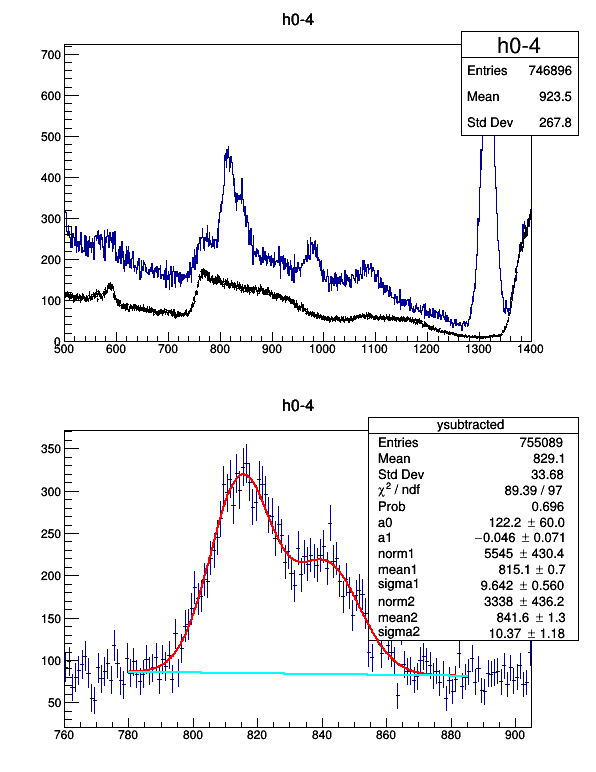 h0-4
h0-4
Entries 746896
Mean 923.5
Std Dev 267.8
700
600
500
400
300
200
100
0
500 600 700 800 900 1000 1100 1200 1300 1400
h0-4
ysubtracted
Entries 755089
Mean 829.1
Std Dev 33.68
χ² / ndf 89.39 / 97
Prob 0.696
a0 122.2 ± 60.0
a1 −0.046 ± 0.071
norm1 5545 ± 430.4
mean1 815.1 ± 0.7
sigma1 9.642 ± 0.560
norm2 3338 ± 436.2
mean2 841.6 ± 1.3
sigma2 10.37 ± 1.18
350
300
250
200
150
100
50
760 780 800 820 840 860 880 900